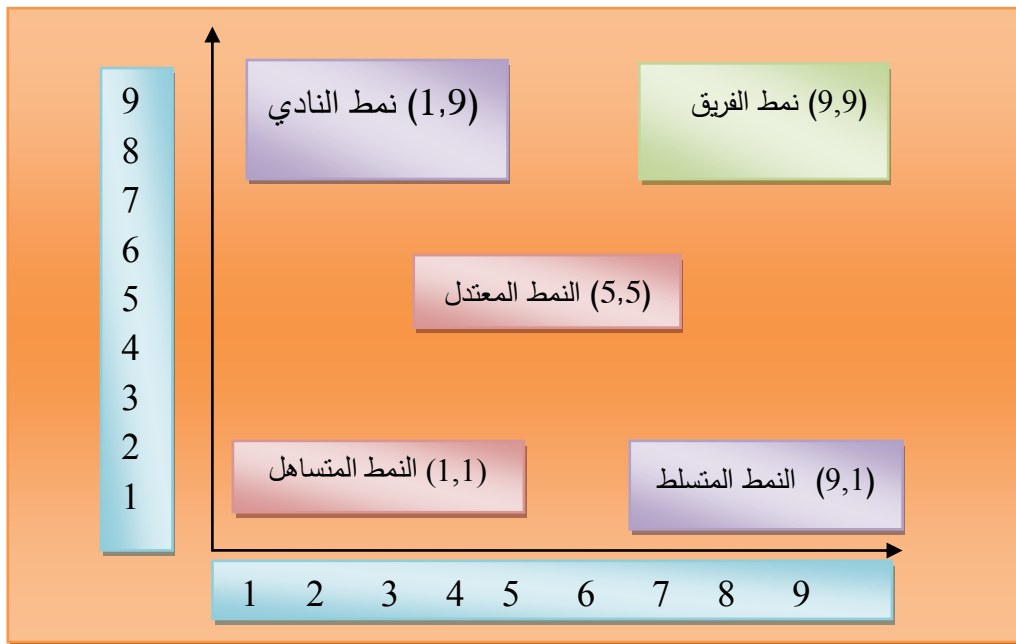 9
8
7
6
5
4
3
2
1
(1,9) نمط النادي
(9,9) نمط الفريق
(5,5) النمط المعتدل
(1,1) النمط المتساهل
(9,1) النمط المتسلط
1 2 3 4 5 6 7 8 9